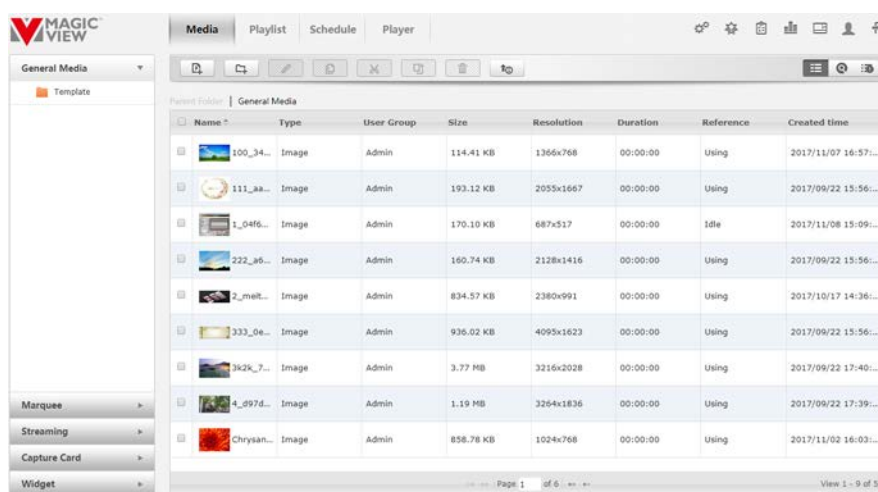 MAGIC
VIEW
Media Playlist Schedule Player
General Media
Template
Parent Folder | General Media
Name Type User Group Size Resolution Duration Reference Created time
100_34... Image Admin 114.41 KB 1366x768 00:00:00 Using 2017/11/07 16:57:...
111_aa... Image Admin 193.12 KB 2055x1667 00:00:00 Using 2017/09/22 15:56:...
1_04f6... Image Admin 170.10 KB 687x517 00:00:00 Idle 2017/11/08 15:09:...
222_a6... Image Admin 160.74 KB 2128x1416 00:00:00 Using 2017/09/22 15:56:...
2_meit... Image Admin 834.57 KB 2380x991 00:00:00 Using 2017/10/17 14:36:...
333_0e... Image Admin 936.02 KB 4095x1623 00:00:00 Using 2017/09/22 15:56:...
3k2k_7... Image Admin 3.77 MB 3216x2028 00:00:00 Using 2017/09/22 17:40:...
4_d97d... Image Admin 1.19 MB 3264x1836 00:00:00 Using 2017/09/22 17:39:...
Chrysan... Image Admin 858.78 KB 1024x768 00:00:00 Using 2017/11/02 16:03:...
Marquee
Streaming
Capture Card
Widget
Page 1 of 6
View 1 - 9 of 5